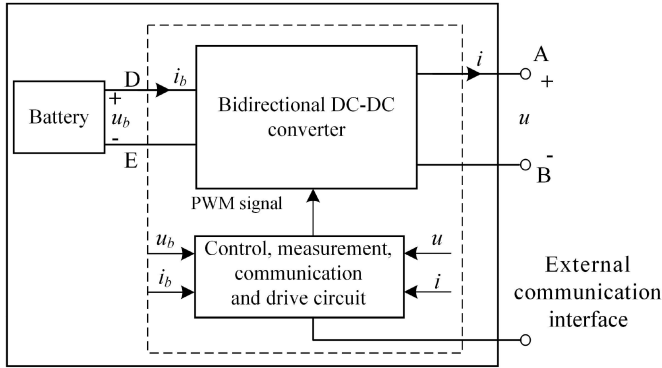 D
i_b
i
A
+
Battery
+
u_b
-
Bidirectional DC-DC
converter
u
E
-
B
PWM signal
u_b
Control, measurement,
communication
and drive circuit
u
i_b
i
External
communication
interface